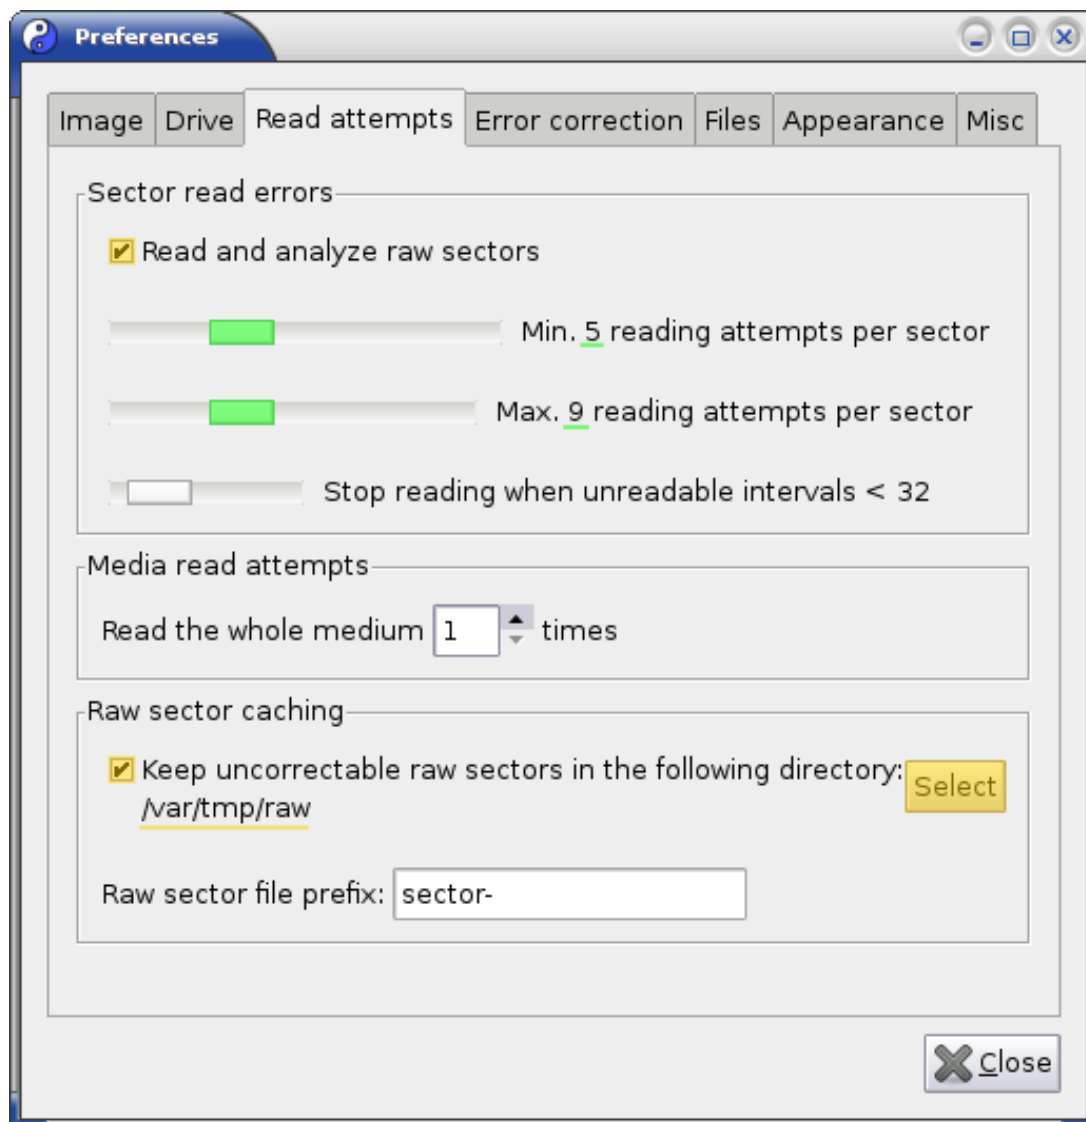 Preferences
Image Drive Read attempts Error correction Files Appearance Misc
Sector read errors
Read and analyze raw sectors
Min. 5 reading attempts per sector
Max. 9 reading attempts per sector
Stop reading when unreadable intervals < 32
Media read attempts
Read the whole medium 1 times
Raw sector caching
Keep uncorrectable raw sectors in the following directory: Select
/var/tmp/raw
Raw sector file prefix: sector-
Close